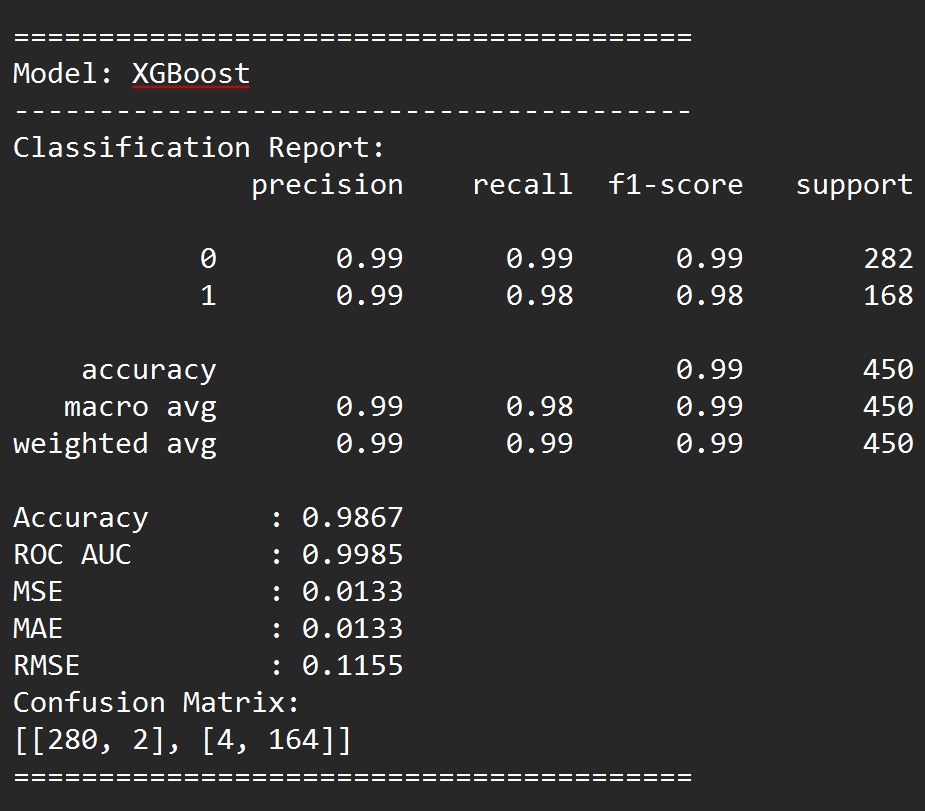 ========================================
Model: XGBoost
----------------------------------------
Classification Report:
              precision    recall  f1-score   support

           0       0.99      0.99      0.99       282
           1       0.99      0.98      0.98       168

    accuracy                           0.99       450
   macro avg       0.99      0.98      0.99       450
weighted avg       0.99      0.99      0.99       450

Accuracy       : 0.9867
ROC AUC        : 0.9985
MSE            : 0.0133
MAE            : 0.0133
RMSE           : 0.1155
Confusion Matrix:
[[280, 2], [4, 164]]
========================================